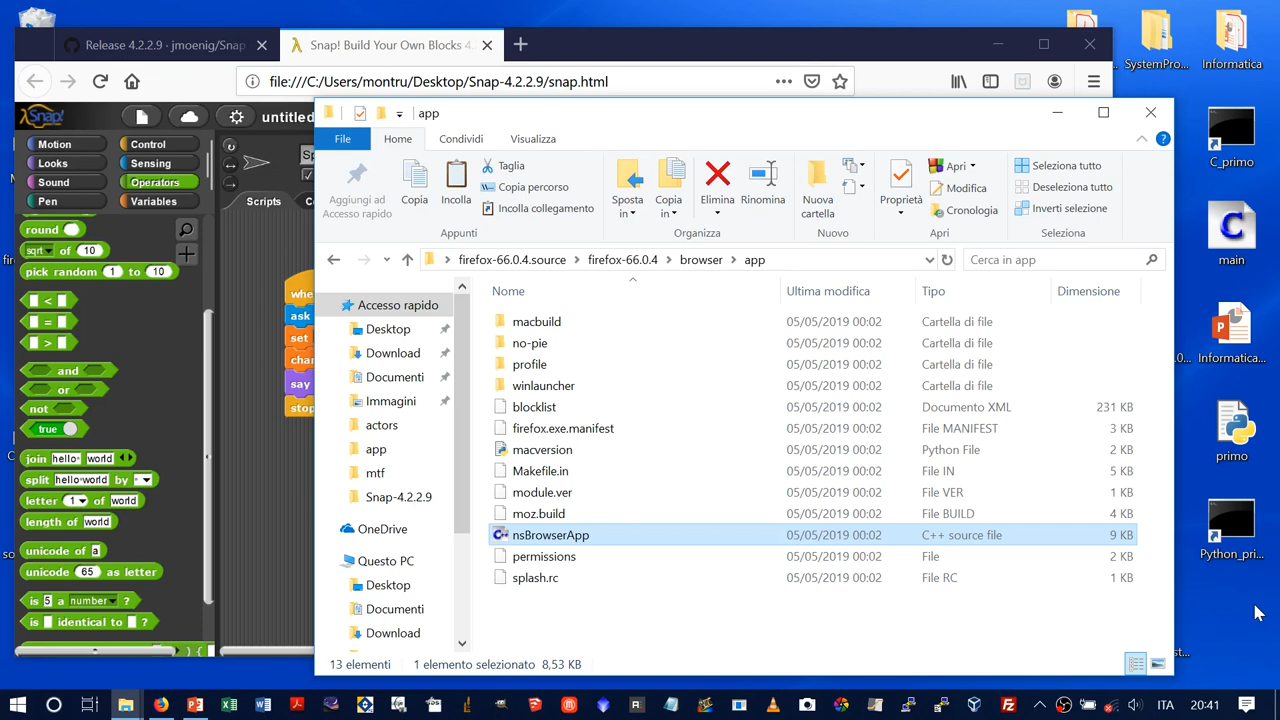 Release 4.2.2.9 · jmoenig/Snap
Snap! Build Your Own Blocks 4.
file:///C:/Users/montru/Desktop/Snap-4.2.2.9/snap.html
Snap!
untitled
Motion
Control
Looks
Sensing
Sound
Operators
Pen
Variables
Scripts
round
sqrt of 10
pick random 1 to 10
<
=
>
and
or
not
true
join hello world
split hello world by
letter 1 of world
length of world
unicode of a
unicode 65 as letter
is 5 a number ?
is identical to ?
ask
set
say
app
File
Home
Condividi
Visualizza
Aggiungi ad
Accesso rapido
Copia
Incolla
Taglia
Copia percorso
Incolla collegamento
Appunti
Sposta
in
Copia
in
Elimina
Rinomina
Organizza
Nuova
cartella
Nuovo
Proprietà
Apri
Modifica
Cronologia
Apri
Seleziona tutto
Deseleziona tutto
Inverti selezione
Seleziona
firefox-66.0.4.source > firefox-66.0.4 > browser > app
Cerca in app
Accesso rapido
Desktop
Download
Documenti
Immagini
actors
app
mtf
Snap-4.2.2.9
OneDrive
Questo PC
Desktop
Documenti
Download
Nome Ultima modifica Tipo Dimensione
macbuild 05/05/2019 00:02 Cartella di file
no-pie 05/05/2019 00:02 Cartella di file
profile 05/05/2019 00:02 Cartella di file
winlauncher 05/05/2019 00:02 Cartella di file
blocklist 05/05/2019 00:02 Documento XML 231 KB
firefox.exe.manifest 05/05/2019 00:02 File MANIFEST 3 KB
macversion 05/05/2019 00:02 Python File 2 KB
Makefile.in 05/05/2019 00:02 File IN 5 KB
module.ver 05/05/2019 00:02 File VER 1 KB
moz.build 05/05/2019 00:02 File BUILD 4 KB
nsBrowserApp 05/05/2019 00:02 C++ source file 9 KB
permissions 05/05/2019 00:02 File 2 KB
splash.rc 05/05/2019 00:02 File RC 1 KB
13 elementi 1 elemento selezionato 8,53 KB
SystemPro...
Informatica
C_primo
main
Informatica...
primo
Python_pri...
ITA
20:41